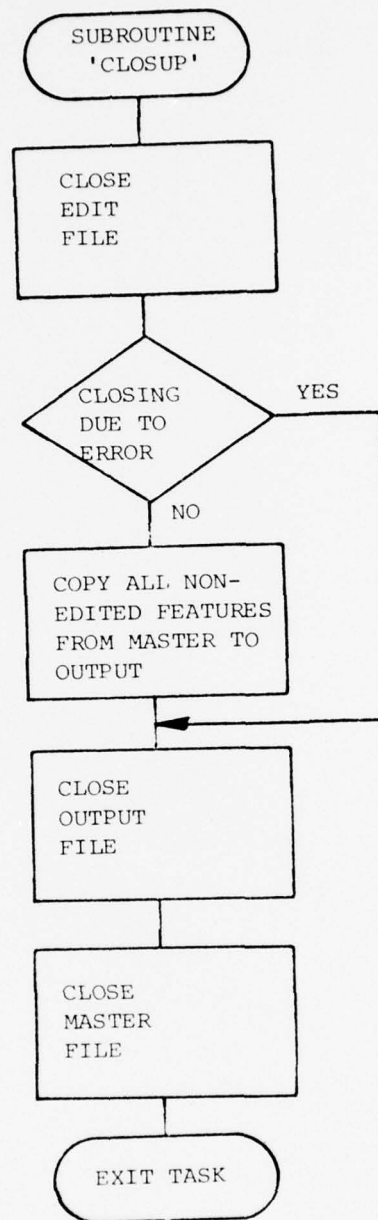 SUBROUTINE
'CLOSUP'
CLOSE
EDIT
FILE
CLOSING
DUE TO
ERROR
YES
NO
COPY ALL NON-
EDITED FEATURES
FROM MASTER TO
OUTPUT
CLOSE
OUTPUT
FILE
CLOSE
MASTER
FILE
EXIT TASK